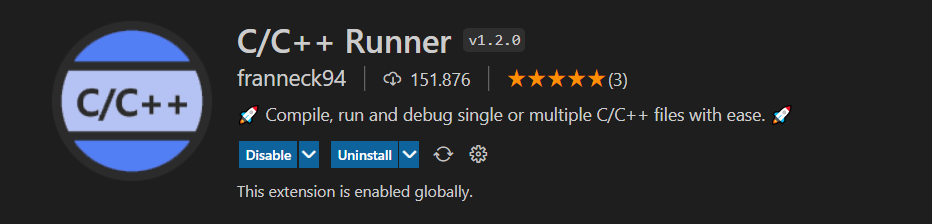 C/C++
C/C++ Runner v1.2.0
franneck94 151.876 ★★★★★(3)
🚀 Compile, run and debug single or multiple C/C++ files with ease. 🚀
Disable Uninstall
This extension is enabled globally.